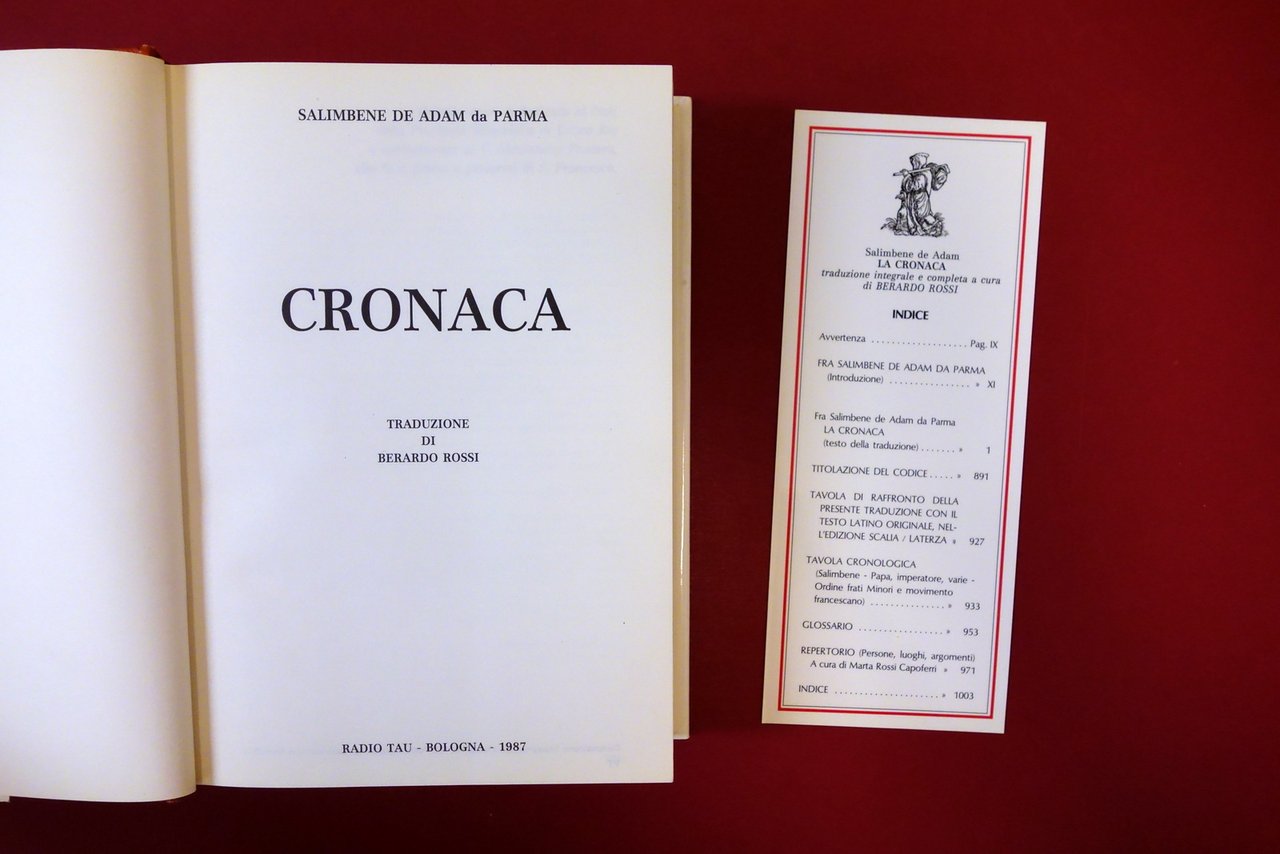 SALIMBENE DE ADAM da PARMA
CRONACA
TRADUZIONE
DI
BERARDO ROSSI
RADIO TAU - BOLOGNA - 1987
Salimbene de Adam
LA CRONACA
traduzione integrale e completa a cura
di BERARDO ROSSI
INDICE
Avvertenza . . . . . . . . . . . . . . . . . . . Pag. IX
FRA SALIMBENE DE ADAM DA PARMA
(Introduzione) . . . . . . . . . . . . . . . . » XI
Fra Salimbene de Adam da Parma
LA CRONACA
(testo della traduzione) . . . . . . . » 1
TITOLAZIONE DEL CODICE . . . . . » 891
TAVOLA DI RAFFRONTO DELLA
PRESENTE TRADUZIONE CON IL
TESTO LATINO ORIGINALE, NEL-
L'EDIZIONE SCALIA / LATERZA » 927
TAVOLA CRONOLOGICA
(Salimbene - Papa, imperatore, varie -
Ordine frati Minori e movimento
francescano) . . . . . . . . . . . . . . . » 933
GLOSSARIO . . . . . . . . . . . . . . . . . » 953
REPERTORIO (Persone, luoghi, argomenti)
A cura di Marta Rossi Capoferri » 971
INDICE . . . . . . . . . . . . . . . . . . . . . » 1003